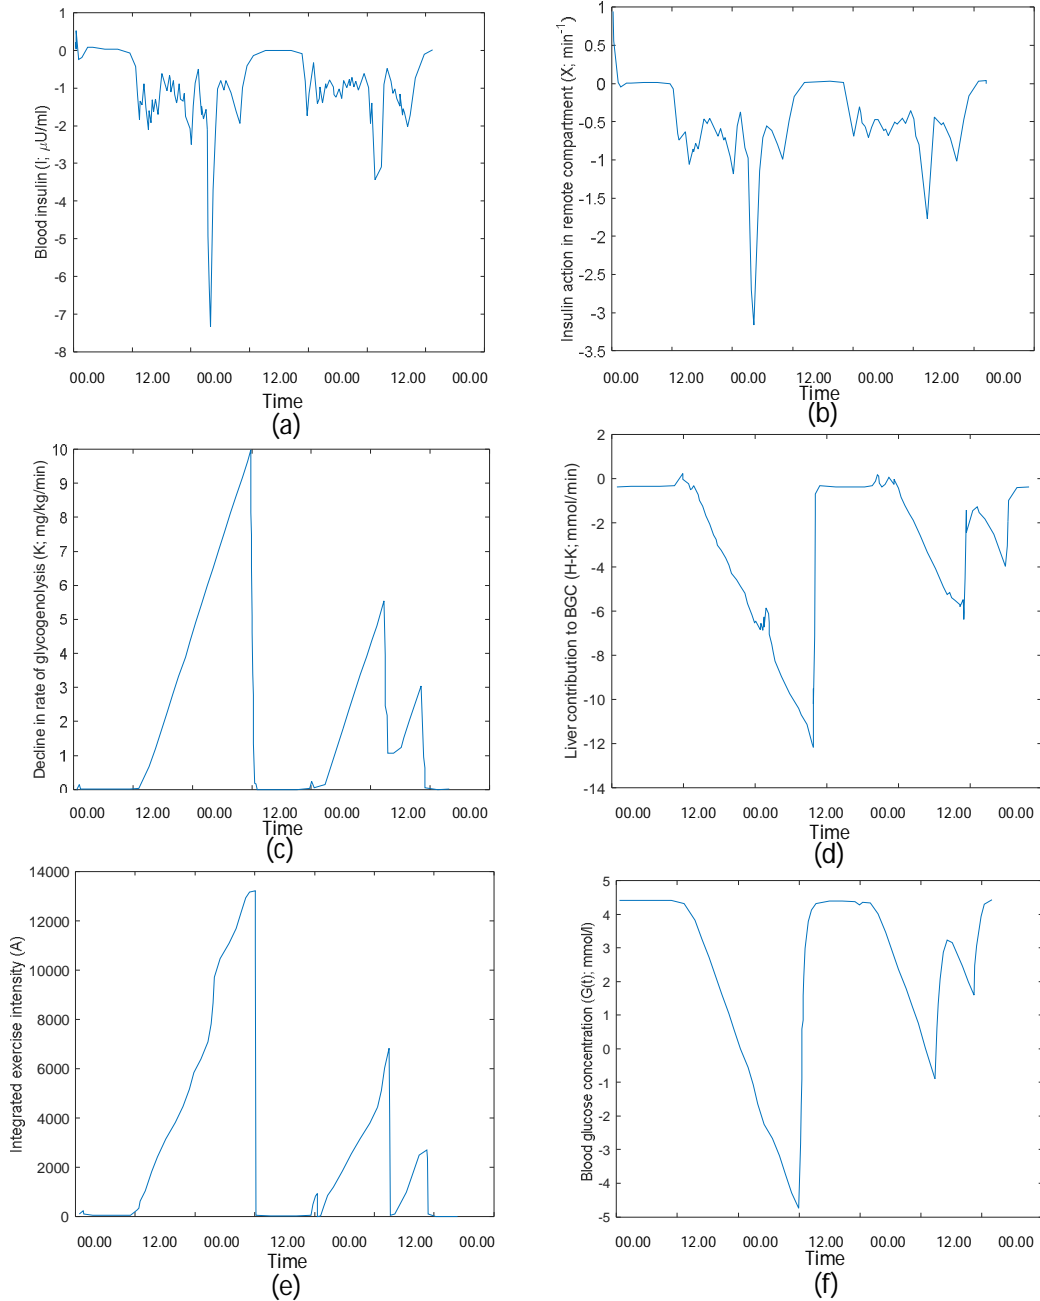 Blood insulin (I; μU/ml)
1
0
-1
-2
-3
-4
-5
-6
-7
-8
00.00 12.00 00.00 12.00 00.00 12.00 00.00
Time
(a)
Insulin action in remote compartment (X; min⁻¹)
1
0.5
0
-0.5
-1
-1.5
-2
-2.5
-3
-3.5
00.00 12.00 00.00 12.00 00.00 12.00 00.00
Time
(b)
Decline in rate of glycogenolysis (K; mg/kg/min)
10
9
8
7
6
5
4
3
2
1
0
00.00 12.00 00.00 12.00 00.00 12.00 00.00
Time
(c)
Liver contribution to BGC (H-K; mmol/min)
2
0
-2
-4
-6
-8
-10
-12
-14
00.00 12.00 00.00 12.00 00.00 12.00 00.00
Time
(d)
Integrated exercise intensity (A)
14000
12000
10000
8000
6000
4000
2000
0
00.00 12.00 00.00 12.00 00.00 12.00 00.00
Time
(e)
Blood glucose concentration (G(t); mmol/l)
5
4
3
2
1
0
-1
-2
-3
-4
-5
00.00 12.00 00.00 12.00 00.00 12.00 00.00
Time
(f)